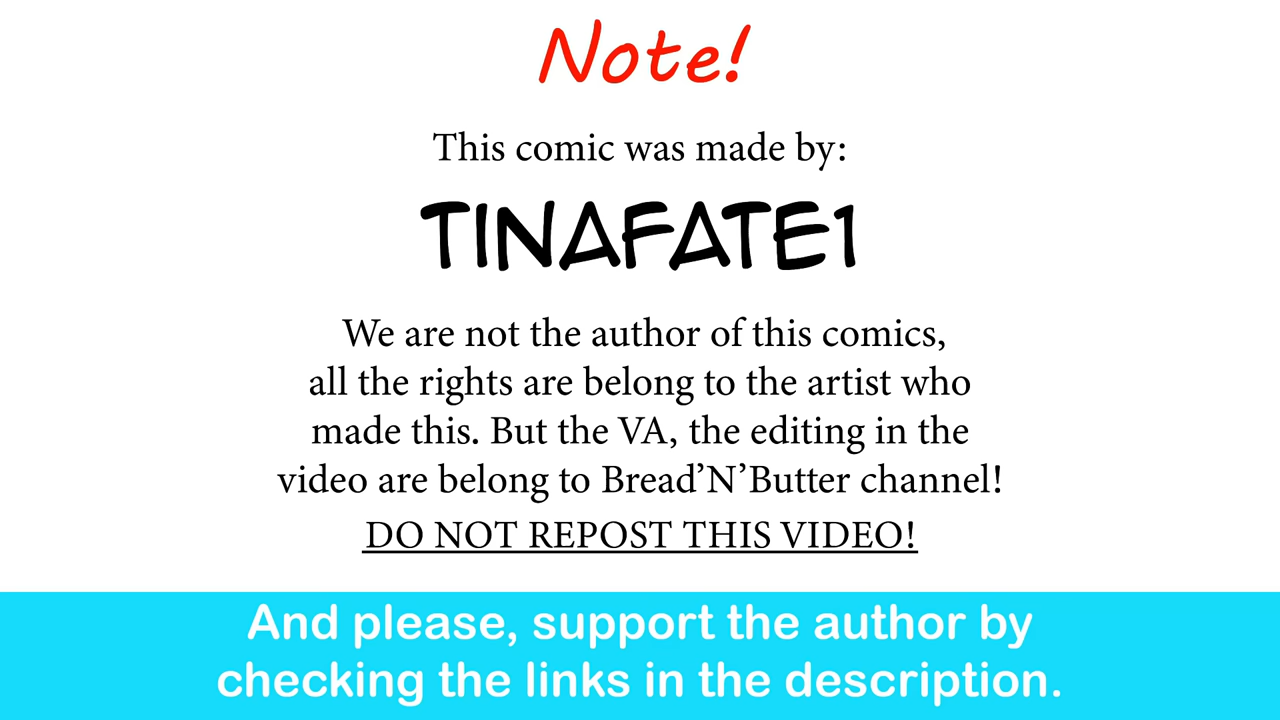 Note!
This comic was made by:
TINAFATE1
We are not the author of this comics,
all the rights are belong to the artist who
made this. But the VA, the editing in the
video are belong to Bread’N’Butter channel!
DO NOT REPOST THIS VIDEO!
And please, support the author by
checking the links in the description.